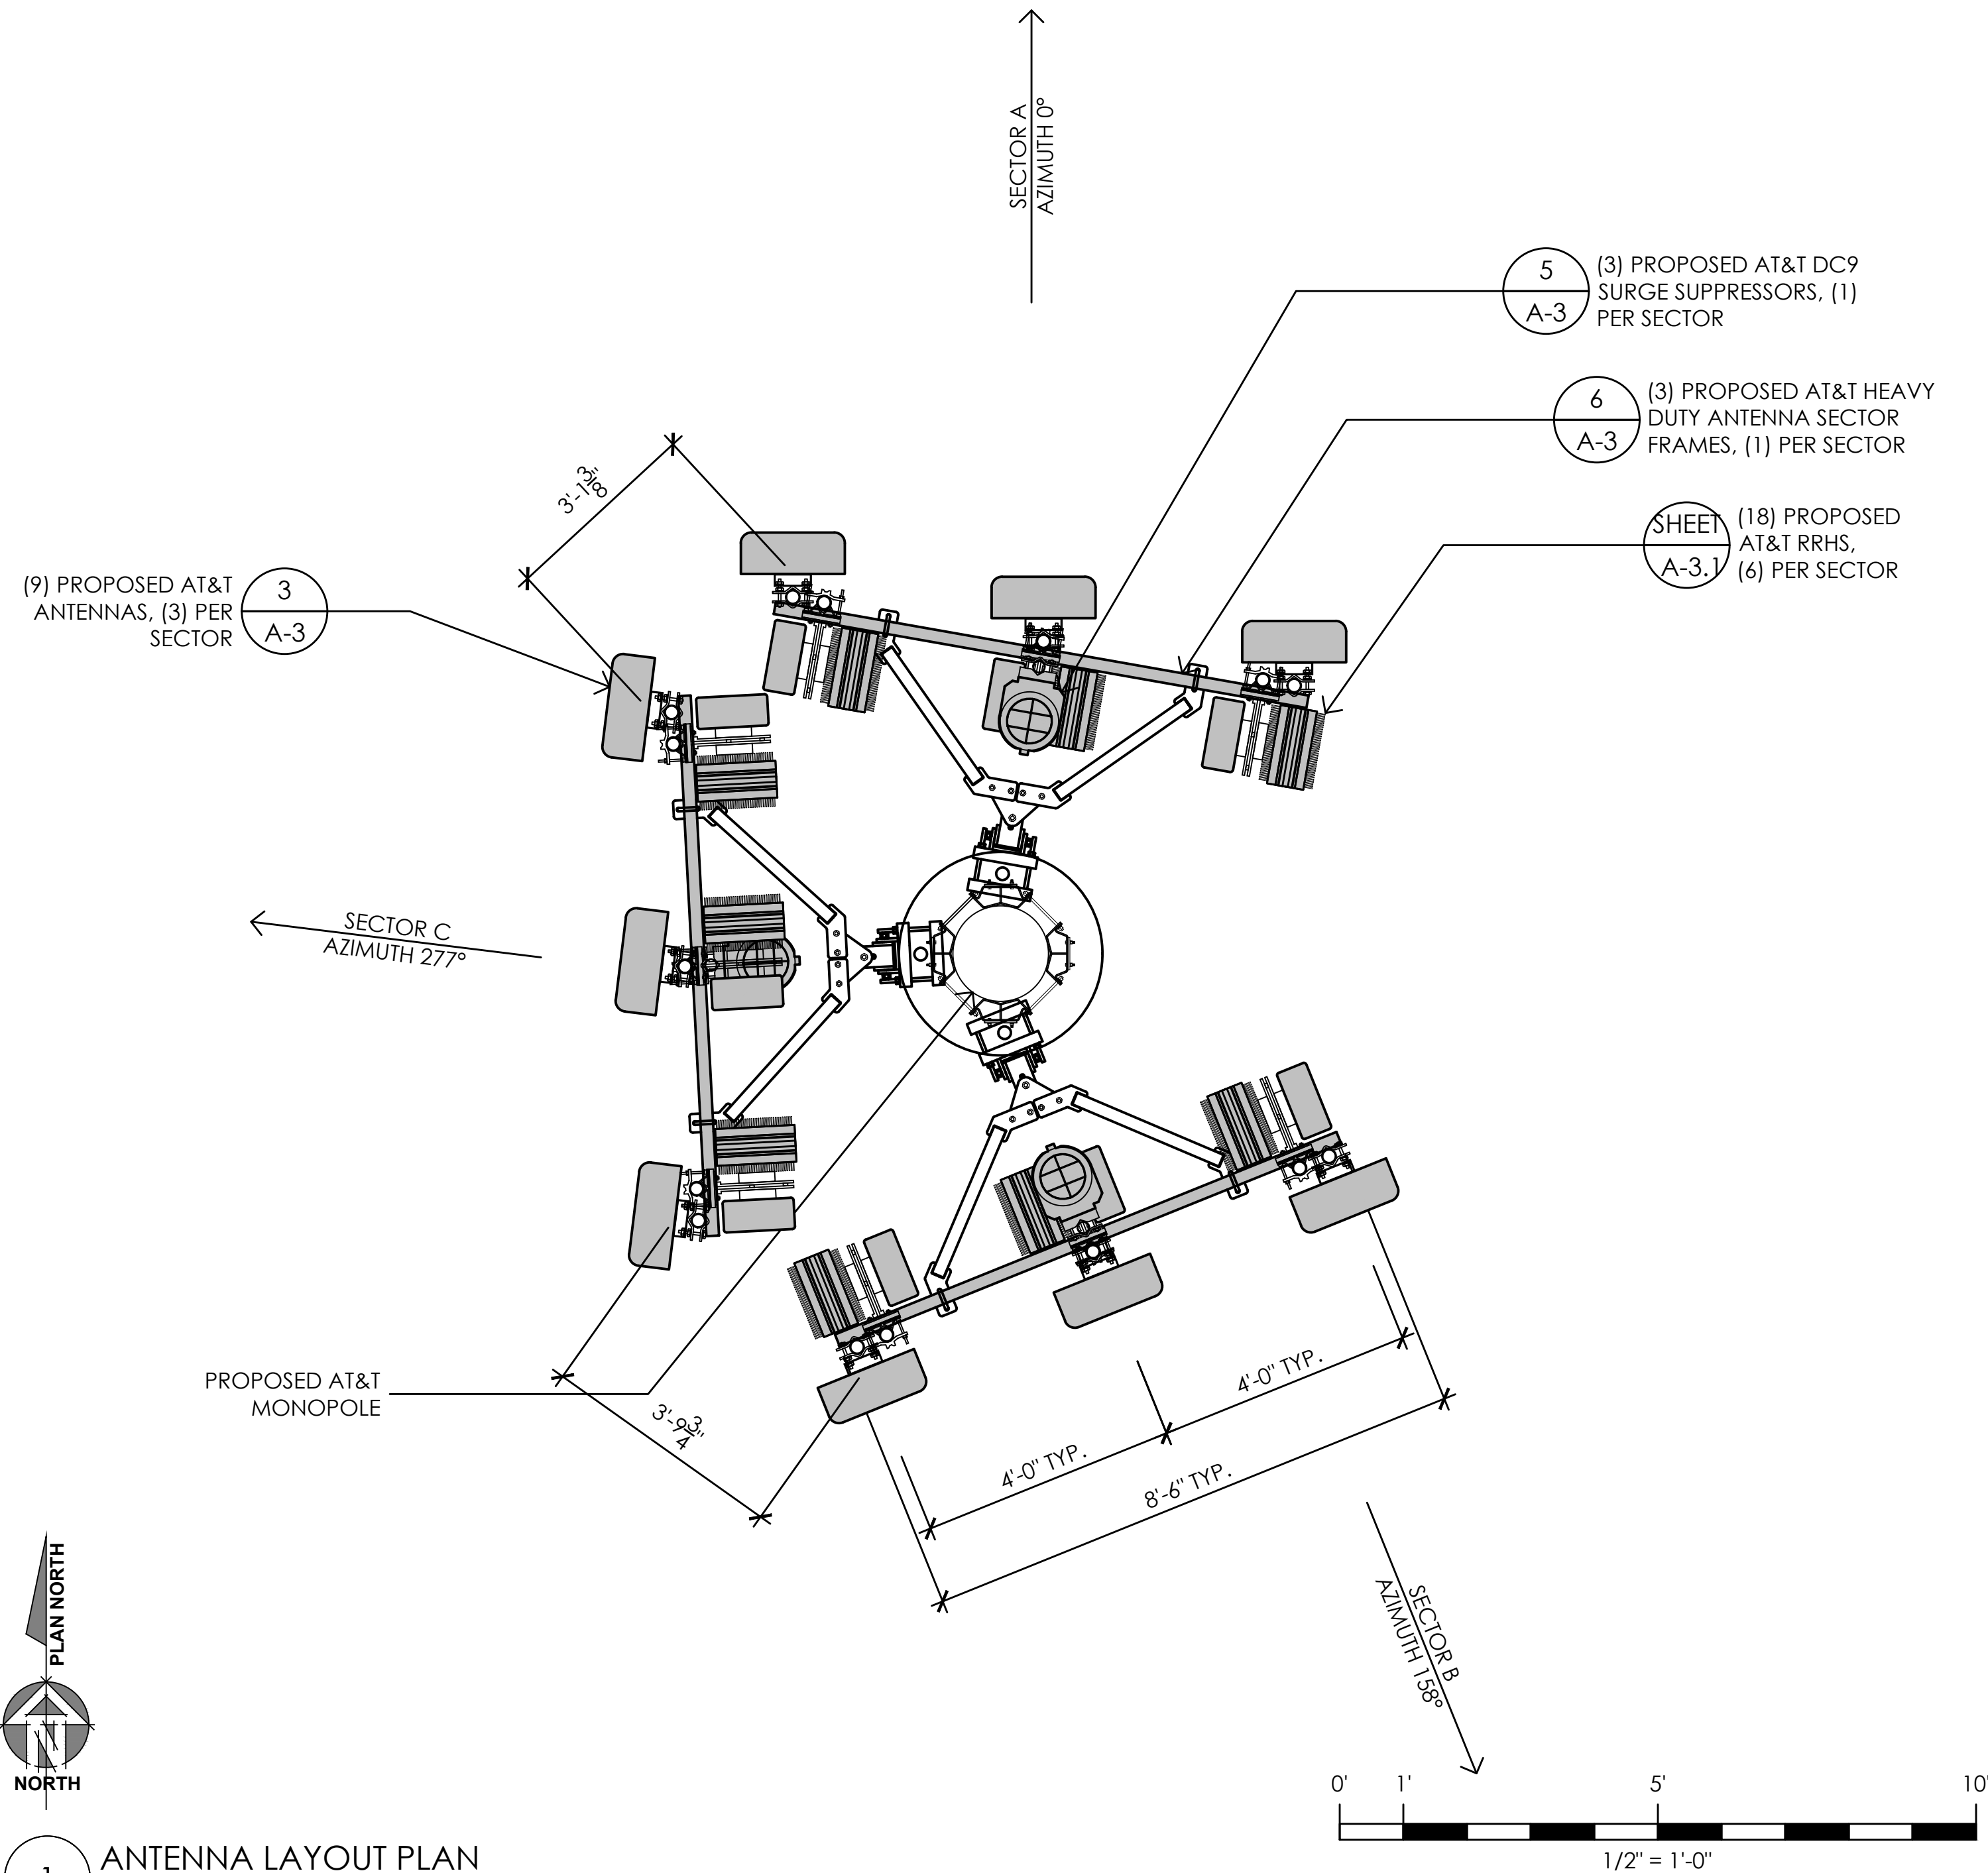 SECTOR A
AZIMUTH 0°
5
A-3
(3) PROPOSED AT&T DC9
SURGE SUPPRESSORS, (1)
PER SECTOR
6
A-3
(3) PROPOSED AT&T HEAVY
DUTY ANTENNA SECTOR
FRAMES, (1) PER SECTOR
SHEET
A-3.1
(18) PROPOSED
AT&T RRHS,
(6) PER SECTOR
3'-1 3/8"
(9) PROPOSED AT&T
ANTENNAS, (3) PER
SECTOR
3
A-3
SECTOR C
AZIMUTH 277°
PROPOSED AT&T
MONOPOLE
3'-9 3/4"
4'-0" TYP.
4'-0" TYP.
8'-6" TYP.
SECTOR B
AZIMUTH 158°
PLAN NORTH
N
NORTH
0' 1' 5' 10'
1/2" = 1'-0"
1
ANTENNA LAYOUT PLAN